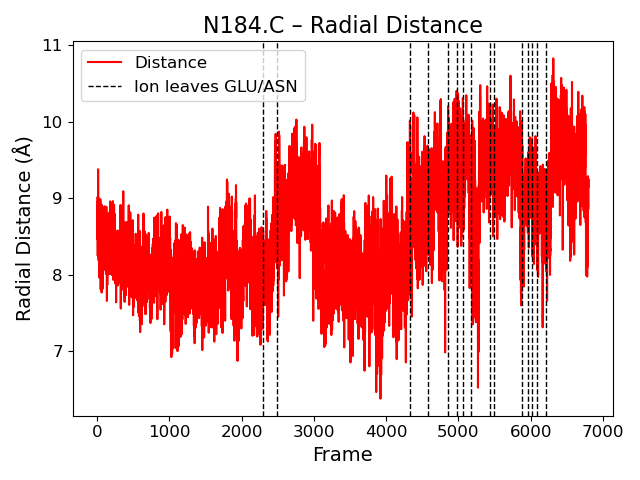 N184.C – Radial Distance
Distance
Ion leaves GLU/ASN
Radial Distance (Å)
11
10
9
8
7
0 1000 2000 3000 4000 5000 6000 7000
Frame